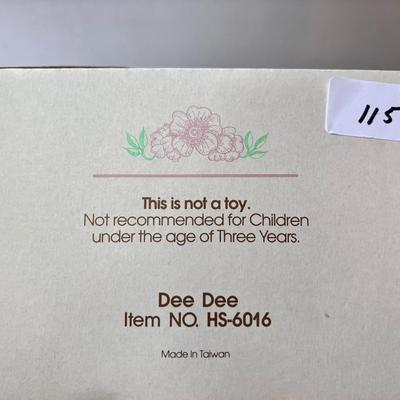 115
This is not a toy.
Not recommended for Children
under the age of Three Years.
Dee Dee
Item NO. HS-6016
Made In Taiwan